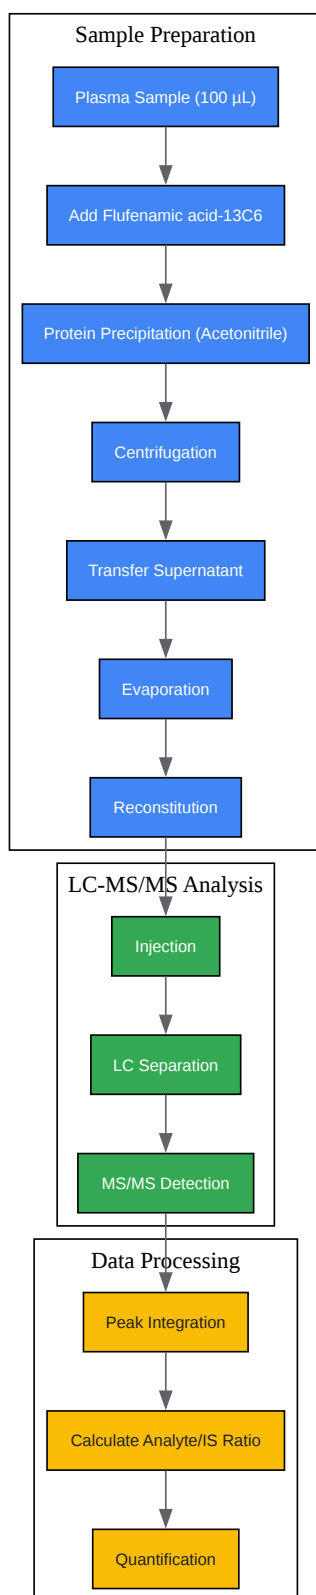 Sample Preparation
Plasma Sample (100 µL)
Add Flufenamic acid-13C6
Protein Precipitation (Acetonitrile)
Centrifugation
Transfer Supernatant
Evaporation
Reconstitution
LC-MS/MS Analysis
Injection
LC Separation
MS/MS Detection
Data Processing
Peak Integration
Calculate Analyte/IS Ratio
Quantification